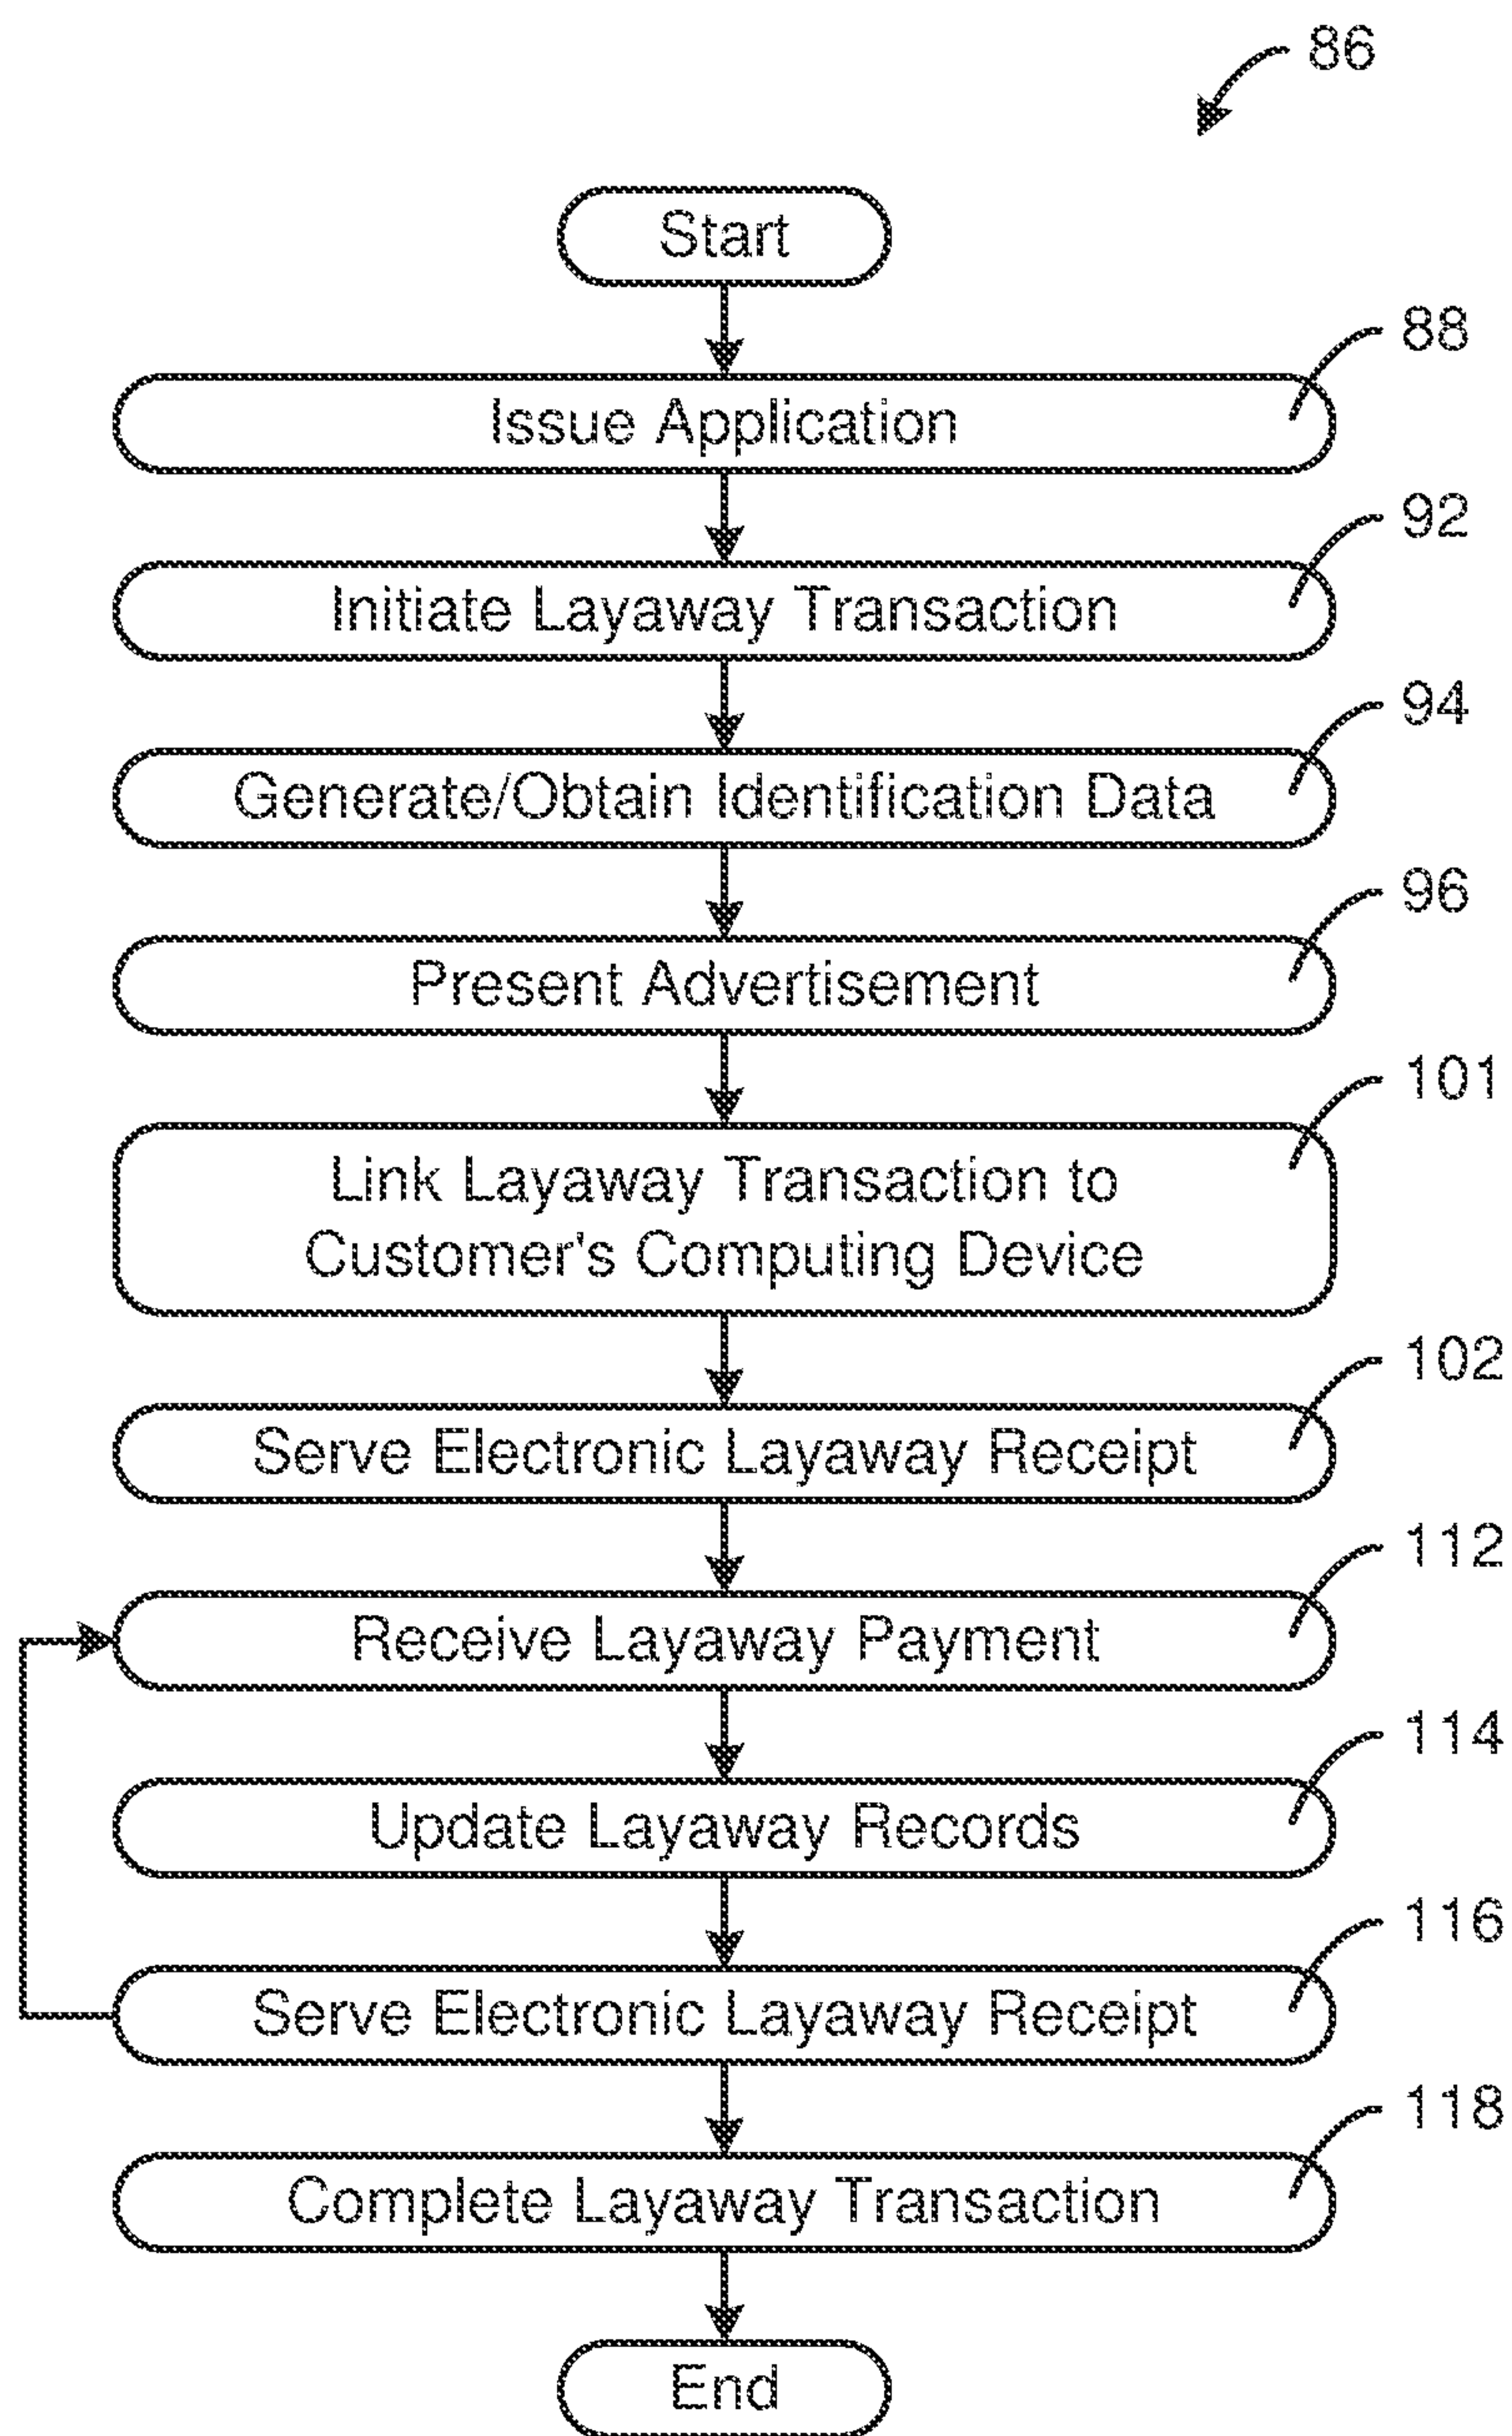 86
Start
88
Issue Application
92
Initiate Layaway Transaction
94
Generate/Obtain Identification Data
96
Present Advertisement
101
Link Layaway Transaction to
Customer's Computing Device
102
Serve Electronic Layaway Receipt
112
Receive Layaway Payment
114
Update Layaway Records
116
Serve Electronic Layaway Receipt
118
Complete Layaway Transaction
End